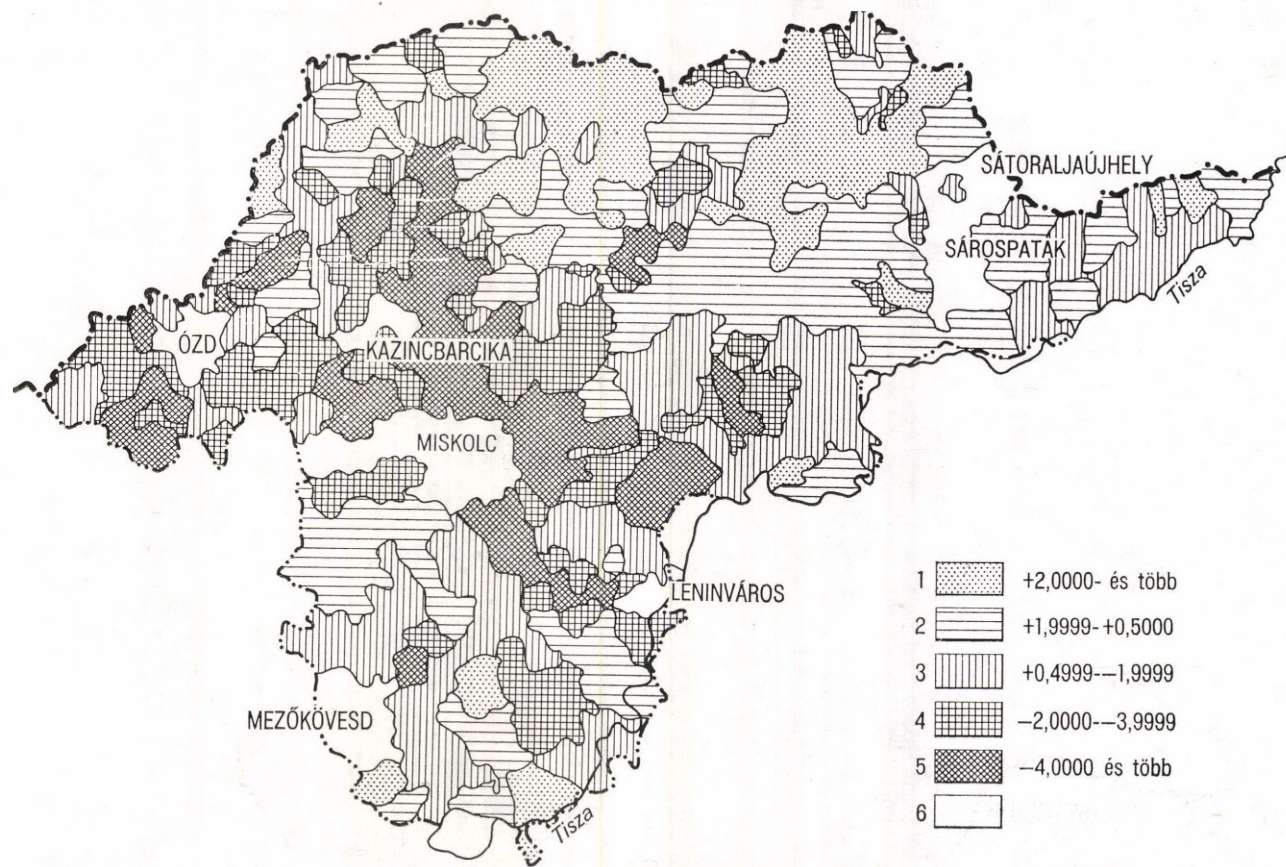 SÁTORALJAÚJHELY
SÁROSPATAK
Tisza
ÓZD
KAZINCBARCIKA
MISKOLC
LENINVÁROS
MEZŐKÖVESD
Tisza
1 +2,0000- és több
2 +1,9999-+0,5000
3 +0,4999-—1,9999
4 —2,0000-—3,9999
5 —4,0000 és több
6